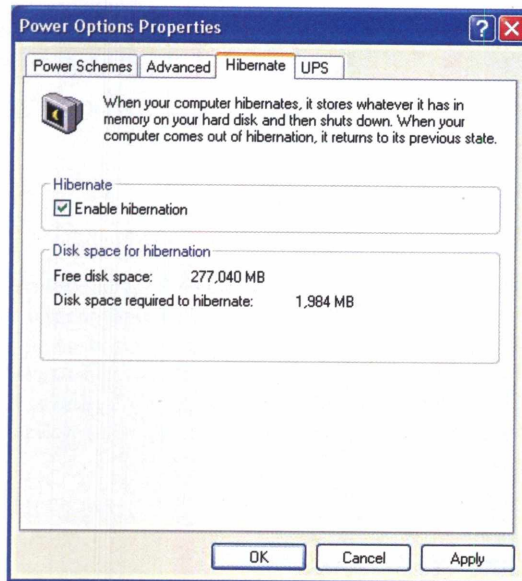 Power Options Properties
Power Schemes Advanced Hibernate UPS
When your computer hibernates, it stores whatever it has in
memory on your hard disk and then shuts down. When your
computer comes out of hibernation, it returns to its previous state.
Hibernate
Enable hibernation
Disk space for hibernation
Free disk space: 277,040 MB
Disk space required to hibernate: 1,984 MB
OK Cancel Apply